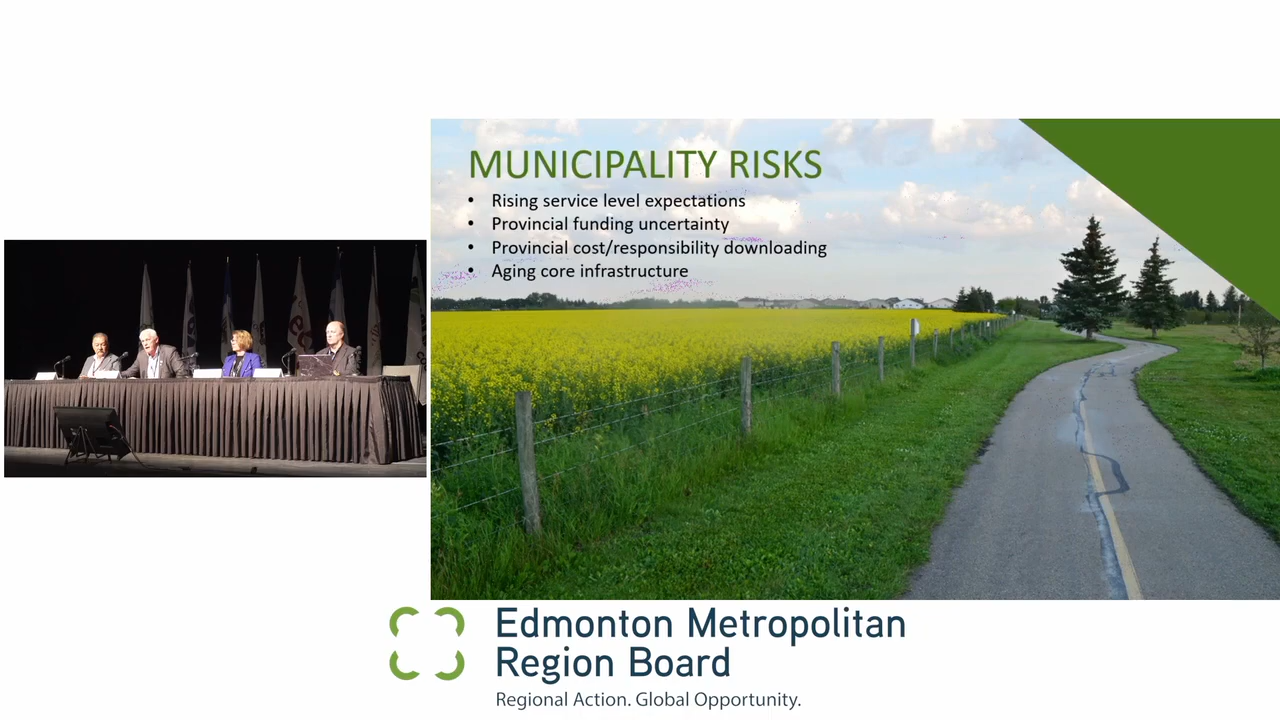 MUNICIPALITY RISKS
• Rising service level expectations
• Provincial funding uncertainty
• Provincial cost/responsibility downloading
• Aging core infrastructure
Edmonton Metropolitan
Region Board
Regional Action. Global Opportunity.